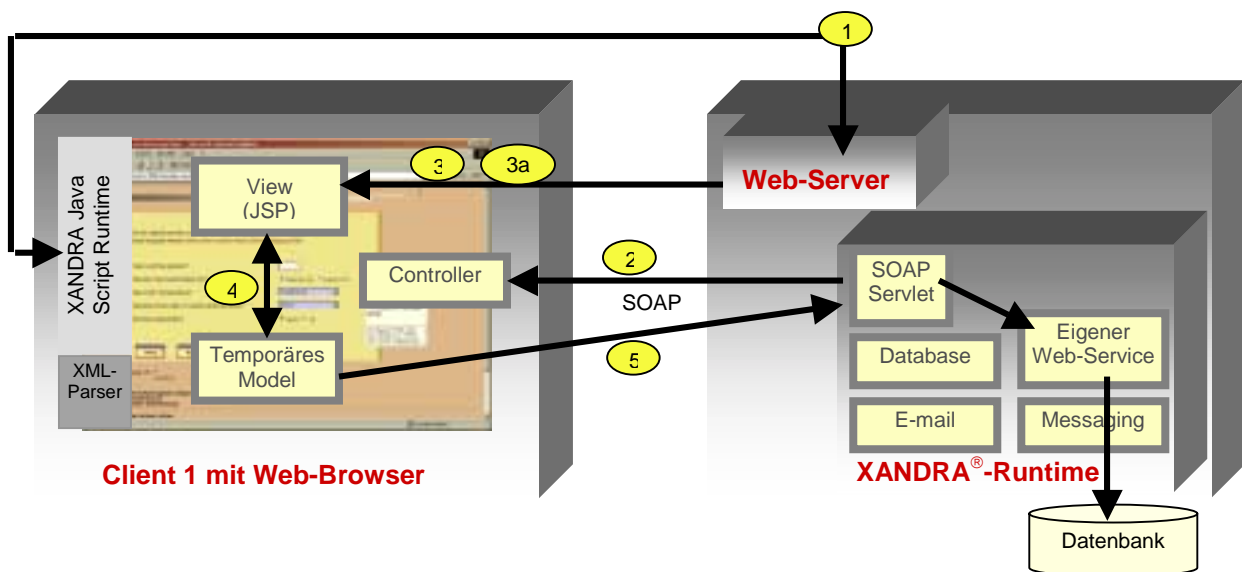 1
3
3a
Web-Server
View
(JSP)
XANDRA Java
Script Runtime
2
SOAP
Controller
SOAP
Servlet
4
Eigener
Web-Service
Database
5
Temporäres
Model
XML-
Parser
E-mail
Messaging
Client 1 mit Web-Browser
XANDRA®-Runtime
Datenbank